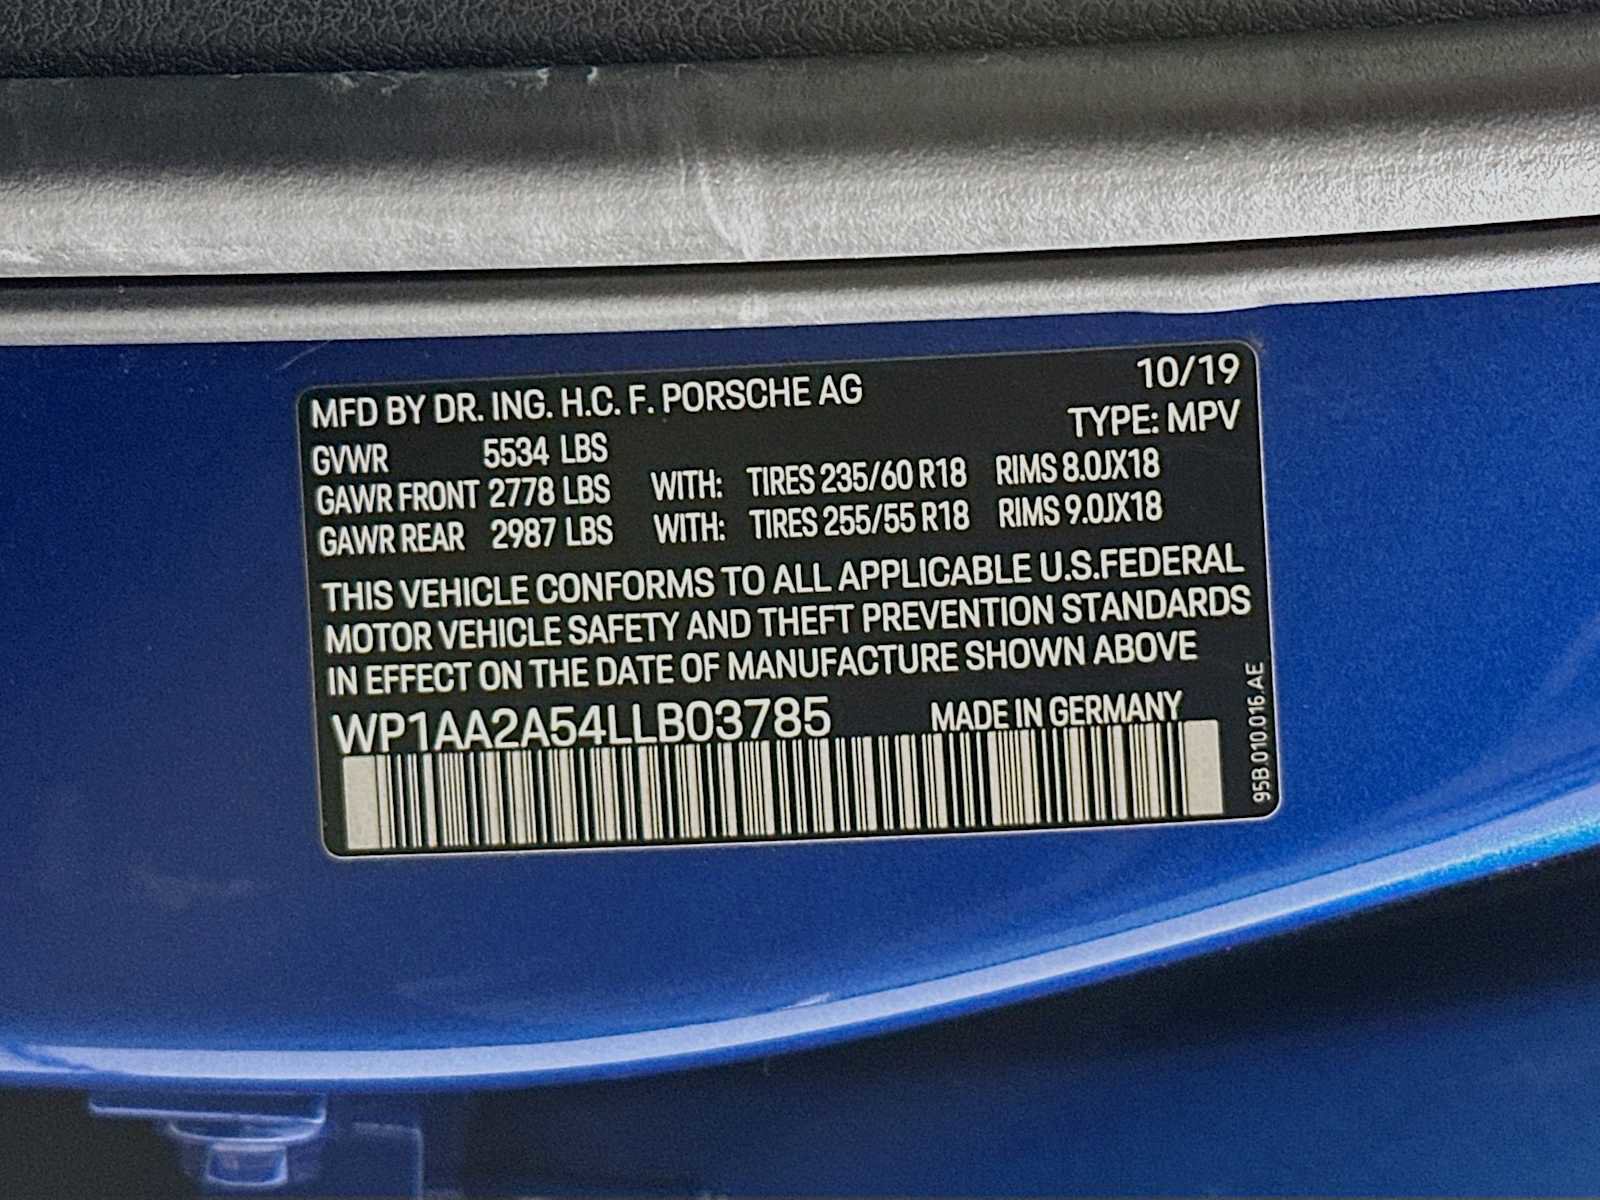 MFD BY DR. ING. H.C. F. PORSCHE AG 10/19
TYPE: MPV
GVWR 5534 LBS
GAWR FRONT 2778 LBS WITH: TIRES 235/60 R18 RIMS 8.0JX18
GAWR REAR 2987 LBS WITH: TIRES 255/55 R18 RIMS 9.0JX18
THIS VEHICLE CONFORMS TO ALL APPLICABLE U.S.FEDERAL
MOTOR VEHICLE SAFETY AND THEFT PREVENTION STANDARDS
IN EFFECT ON THE DATE OF MANUFACTURE SHOWN ABOVE
WP1AA2A54LLB03785 MADE IN GERMANY
95B.010.016.AE